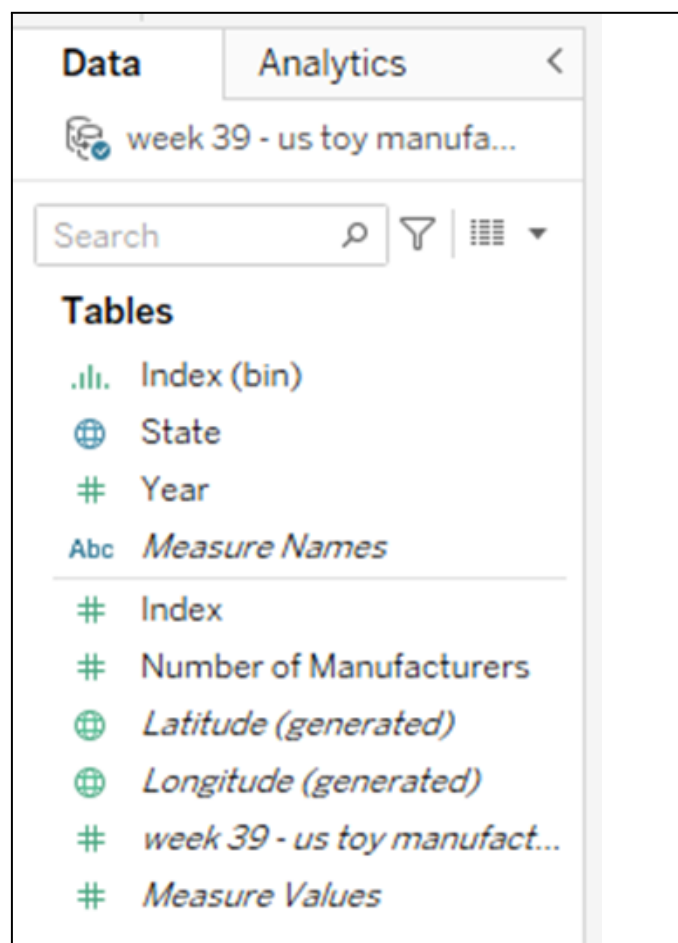 Data Analytics
week 39 - us toy manufa...
Search
Tables
Index (bin)
State
# Year
Abc Measure Names
# Index
# Number of Manufacturers
Latitude (generated)
Longitude (generated)
# week 39 - us toy manufact...
# Measure Values